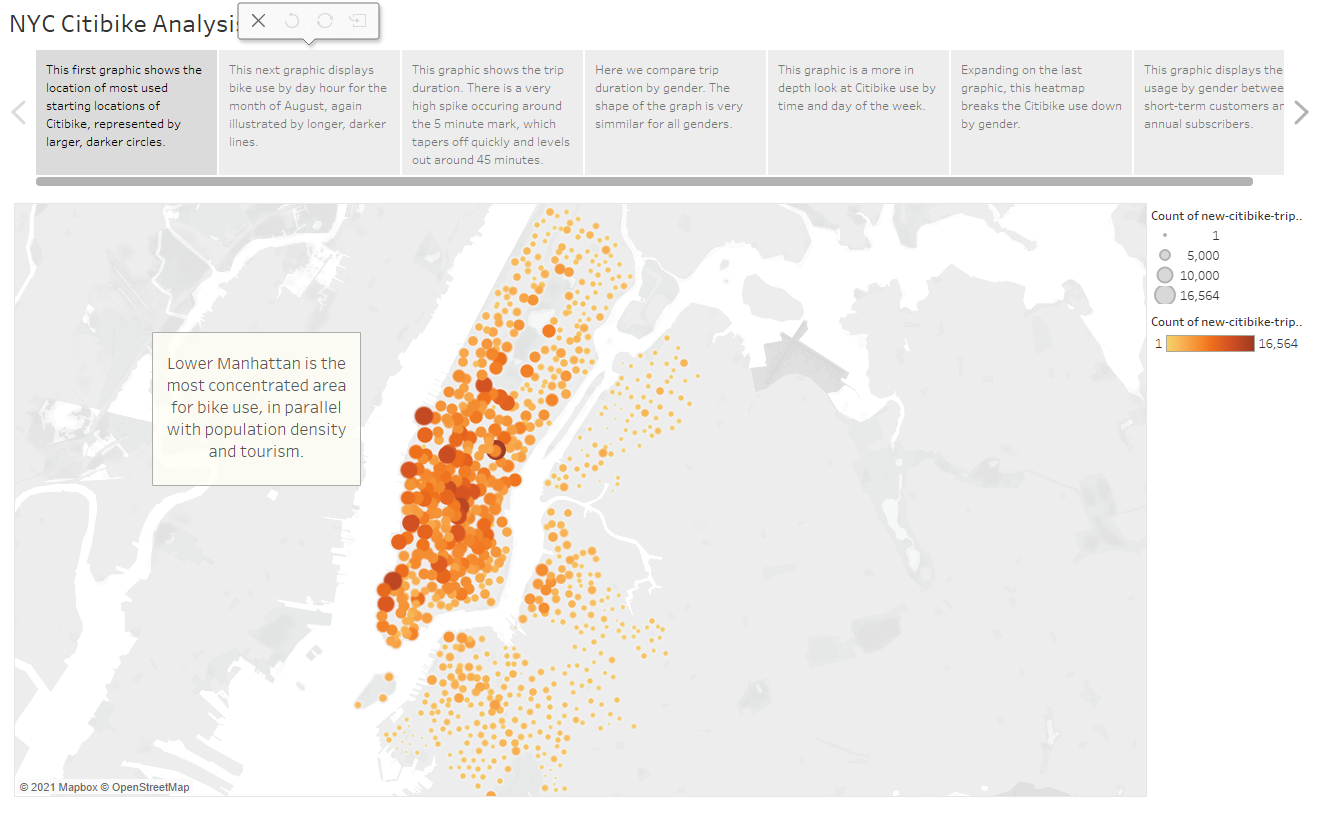 NYC Citibike Analysis
This first graphic shows the
location of most used
starting locations of
Citibike, represented by
larger, darker circles.
This next graphic displays
bike use by day hour for the
month of August, again
illustrated by longer, darker
lines.
This graphic shows the trip
duration. There is a very
high spike occuring around
the 5 minute mark, which
tapers off quickly and levels
out around 45 minutes.
Here we compare trip
duration by gender. The
shape of the graph is very
simmilar for all genders.
This graphic is a more in
depth look at Citibike use by
time and day of the week.
Expanding on the last
graphic, this heatmap
breaks the Citibike use down
by gender.
This graphic displays the
usage by gender betwee
short-term customers an
annual subscribers.
Lower Manhattan is the
most concentrated area
for bike use, in parallel
with population density
and tourism.
Count of new-citibike-trip..
1
5,000
10,000
16,564
Count of new-citibike-trip..
1 16,564
© 2021 Mapbox © OpenStreetMap